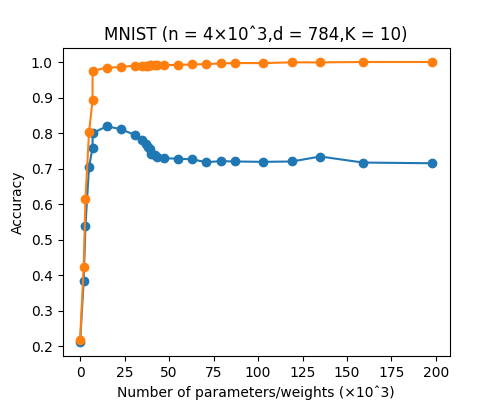 MNIST (n = 4×10ˆ3,d = 784,K = 10)
1.0
0.9
0.8
0.7
0.6
0.5
0.4
0.3
0.2
Accuracy
0 25 50 75 100 125 150 175 200
Number of parameters/weights (×10ˆ3)